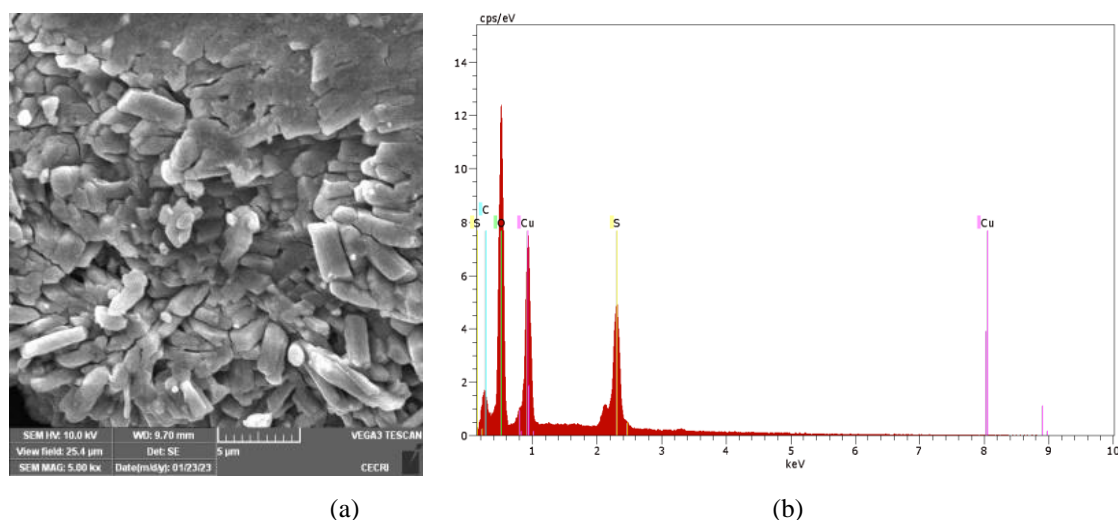 SEM HV: 10.0 kV WD: 9.70 mm VEGA3 TESCAN
View field: 25.4 µm Det: SE 5 µm
SEM MAG: 5.00 kx Date(m/d/y): 01/23/23 CECRI
(a)
cps/eV
14
12
10
8
6
4
2
0
S C O Cu S Cu
1 2 3 4 5 6 7 8 9 10
keV
(b)